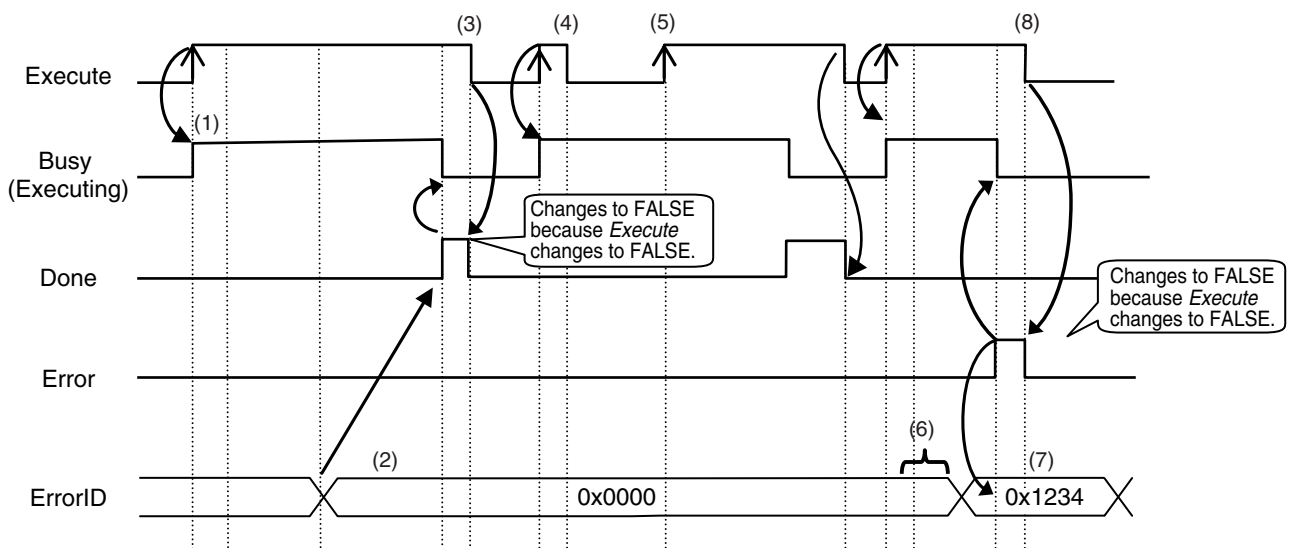 (3) (4) (5) (8)
Execute
(1)
Busy
(Executing)
Changes to FALSE
because Execute
changes to FALSE.
Done
Changes to FALSE
because Execute
changes to FALSE.
Error
(6)
(2) (7)
ErrorID 0x0000 0x1234